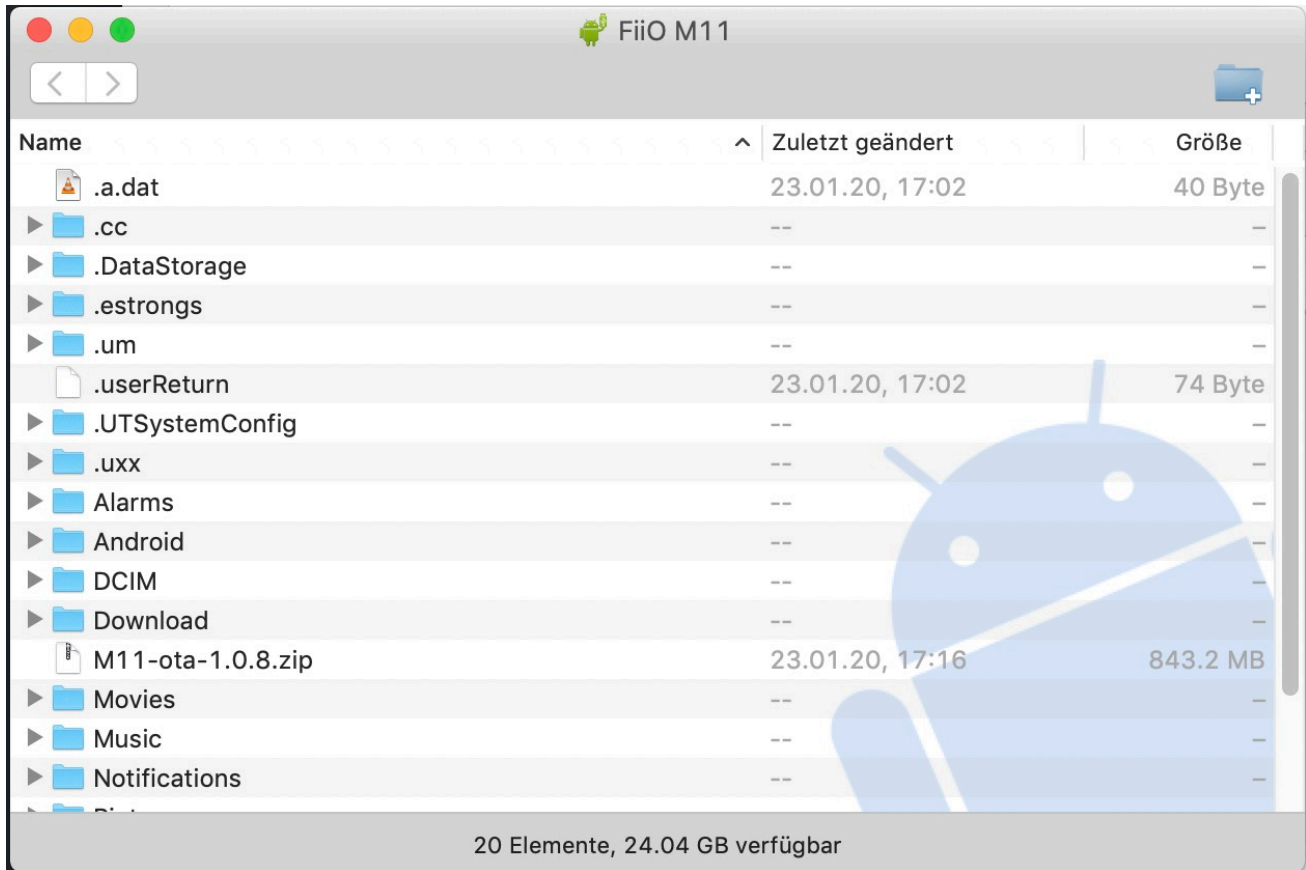 FiiO M11
Name Zuletzt geändert Größe
.a.dat 23.01.20, 17:02 40 Byte
.cc -- –
.DataStorage -- –
.estrongs -- –
.um -- –
.userReturn 23.01.20, 17:02 74 Byte
.UTSystemConfig -- –
.uxx -- –
Alarms -- –
Android -- –
DCIM -- –
Download -- –
M11-ota-1.0.8.zip 23.01.20, 17:16 843.2 MB
Movies -- –
Music -- –
Notifications -- –
20 Elemente, 24.04 GB verfügbar